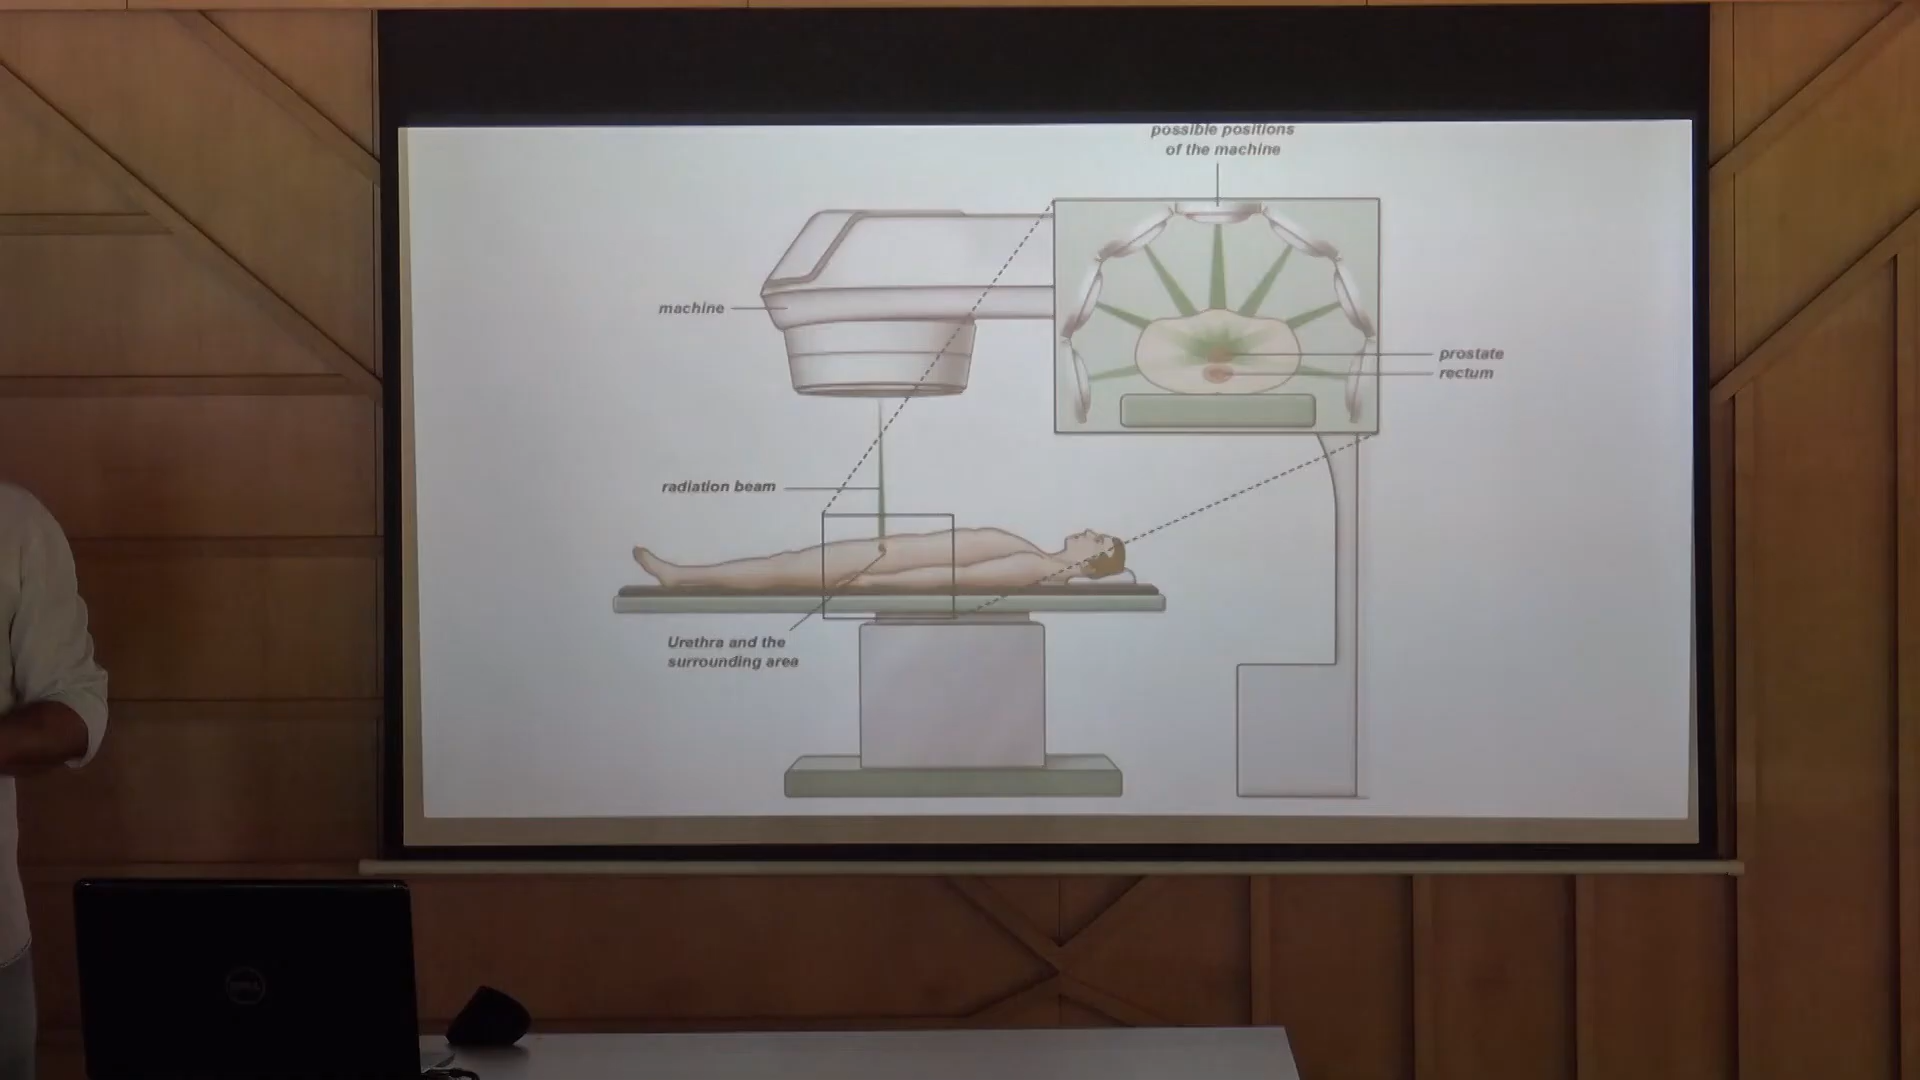 possible positions
of the machine
machine
prostate
rectum
radiation beam
Urethra and the
surrounding area
DELL